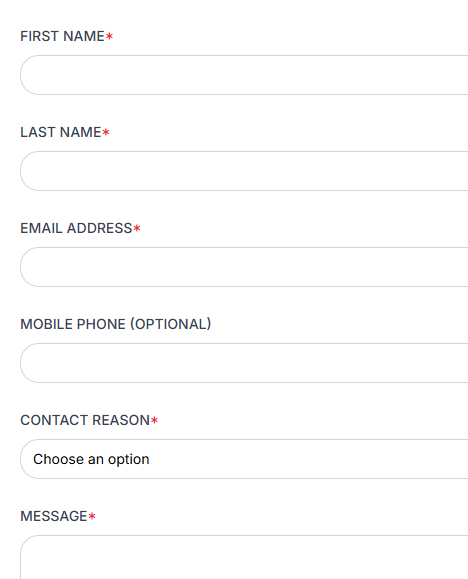 FIRST NAME*
LAST NAME*
EMAIL ADDRESS*
MOBILE PHONE (OPTIONAL)
CONTACT REASON*
Choose an option
MESSAGE*